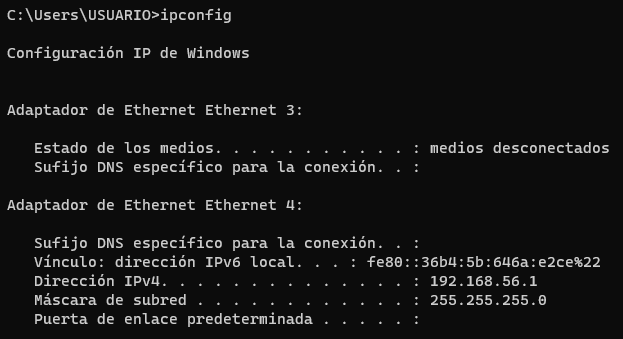 C:\Users\USUARIO>ipconfig
Configuración IP de Windows
Adaptador de Ethernet Ethernet 3:
Estado de los medios. . . . . . . . . . . : medios desconectados
Sufijo DNS específico para la conexión. . :
Adaptador de Ethernet Ethernet 4:
Sufijo DNS específico para la conexión. . :
Vínculo: dirección IPv6 local. . . : fe80::36b4:5b:646a:e2ce%22
Dirección IPv4. . . . . . . . . . . . . . : 192.168.56.1
Máscara de subred . . . . . . . . . . . . : 255.255.255.0
Puerta de enlace predeterminada . . . . . :